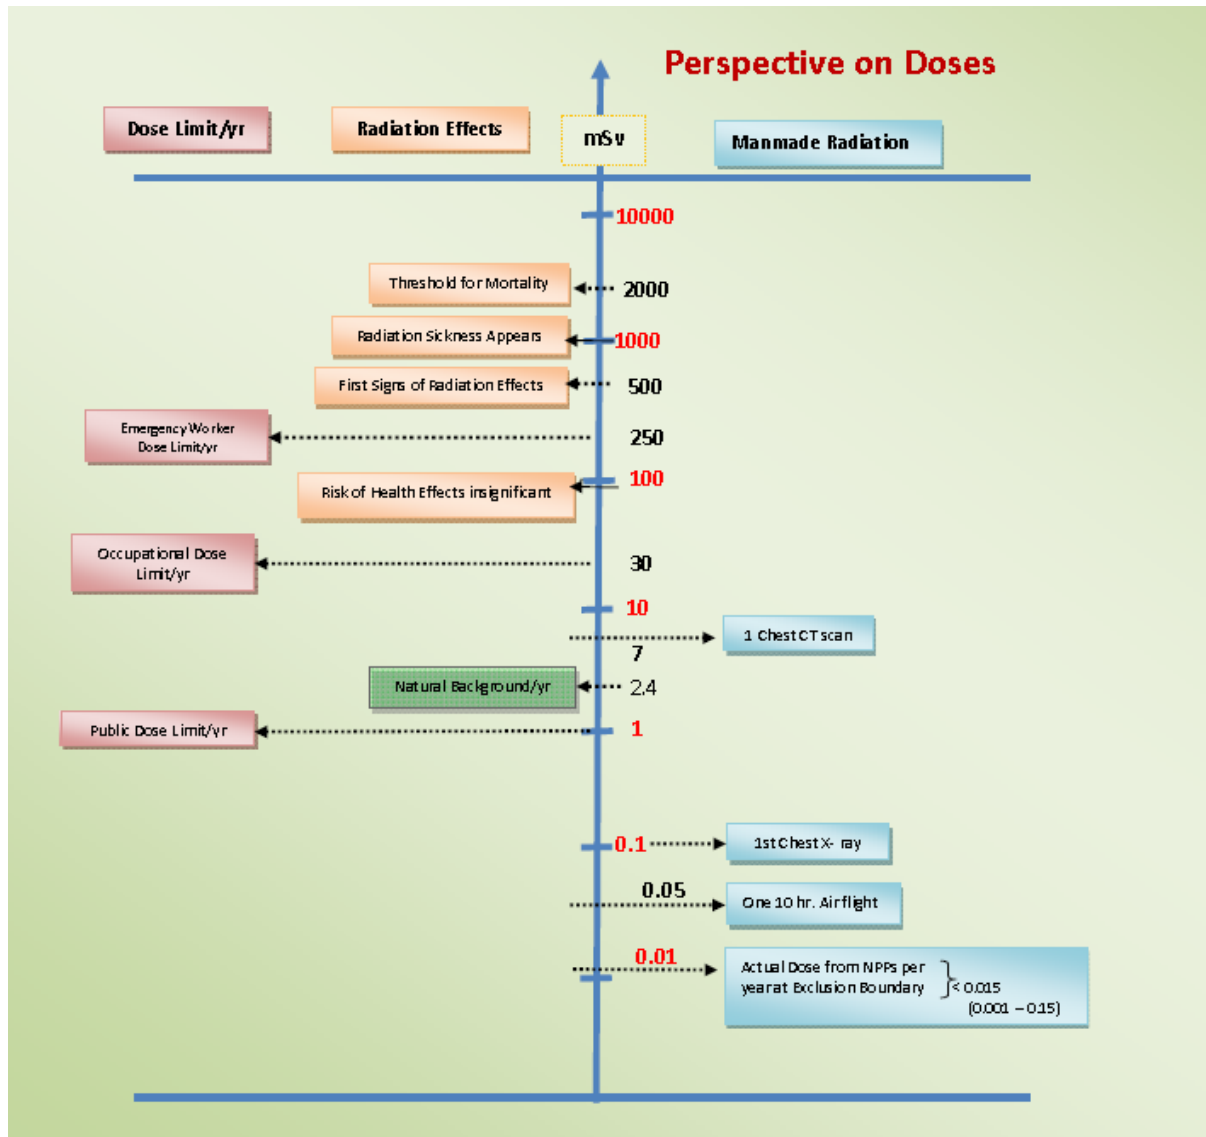 Perspective on Doses
Dose Limit/yr
Radiation Effects
mSv
Manmade Radiation
10000
Threshold for Mortality
2000
Radiation Sickness Appears
1000
First Signs of Radiation Effects
500
Emergency Worker
Dose Limit/yr
250
100
Risk of Health Effects insignificant
Occupational Dose
Limit/yr
30
10
1 Chest CT scan
7
Natural Background/yr
2.4
Public Dose Limit/yr
1
0.1
1st Chest X- ray
0.05
One 10 hr. Air flight
0.01
Actual Dose from NPPs per
year at Exclusion Boundary
< 0.015
(0.001 – 0.15)